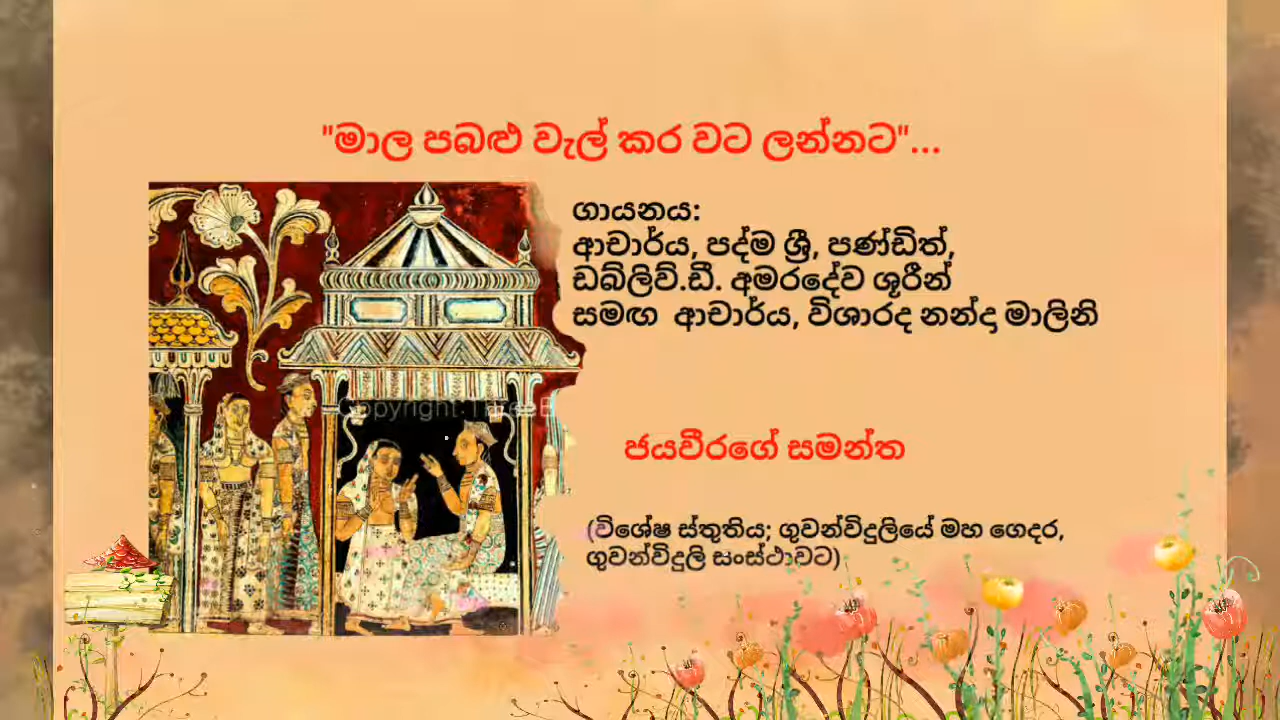 "මාල පබළු වැල් කර වට ලන්නට"...
ගායනය:
ආචාර්ය, පද්ම ශ්‍රී, පණ්ඩිත්,
ඩබ්ලිව්.ඩී. අමරදේව ශූරීන්
සමඟ ආචාර්ය, විශාරද නන්දා මාලිනි
Copyright
ජයවීරගේ සමන්ත
(විශේෂ ස්තූතිය; ගුවන්විදුලියේ මහ ගෙදර,
ගුවන්විදුලි සංස්ථාවට)